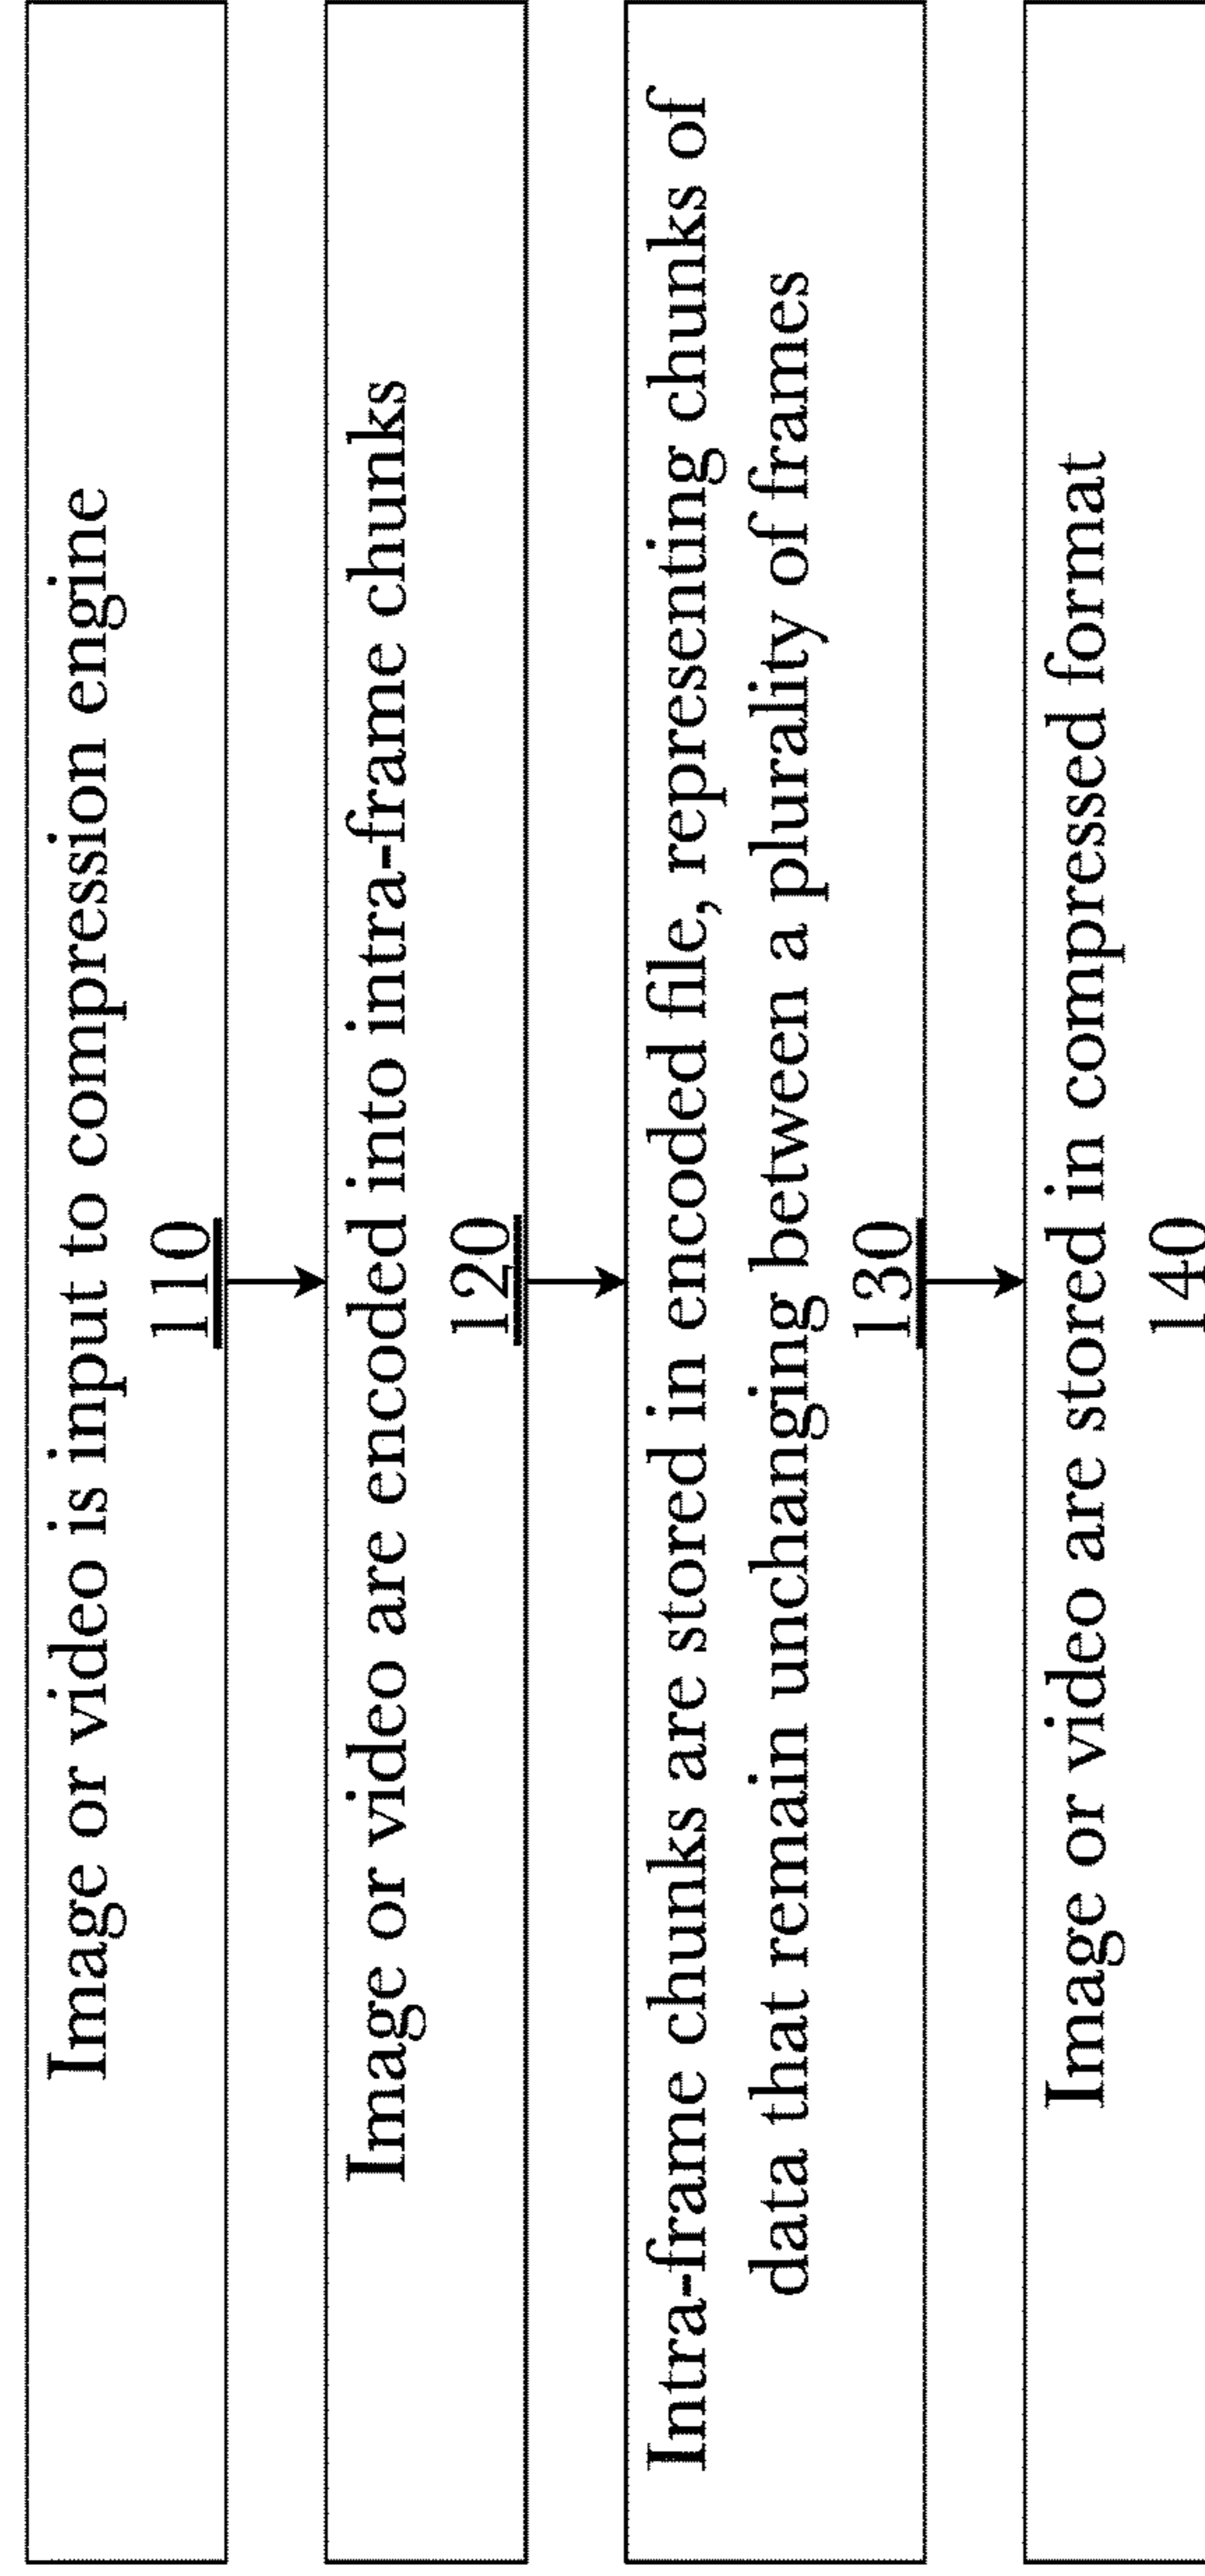 Image or video is input to compression engine
110
Image or video are encoded into intra-frame chunks
120
Intra-frame chunks are stored in encoded file, representing chunks of
data that remain unchanging between a plurality of frames
130
Image or video are stored in compressed format
140